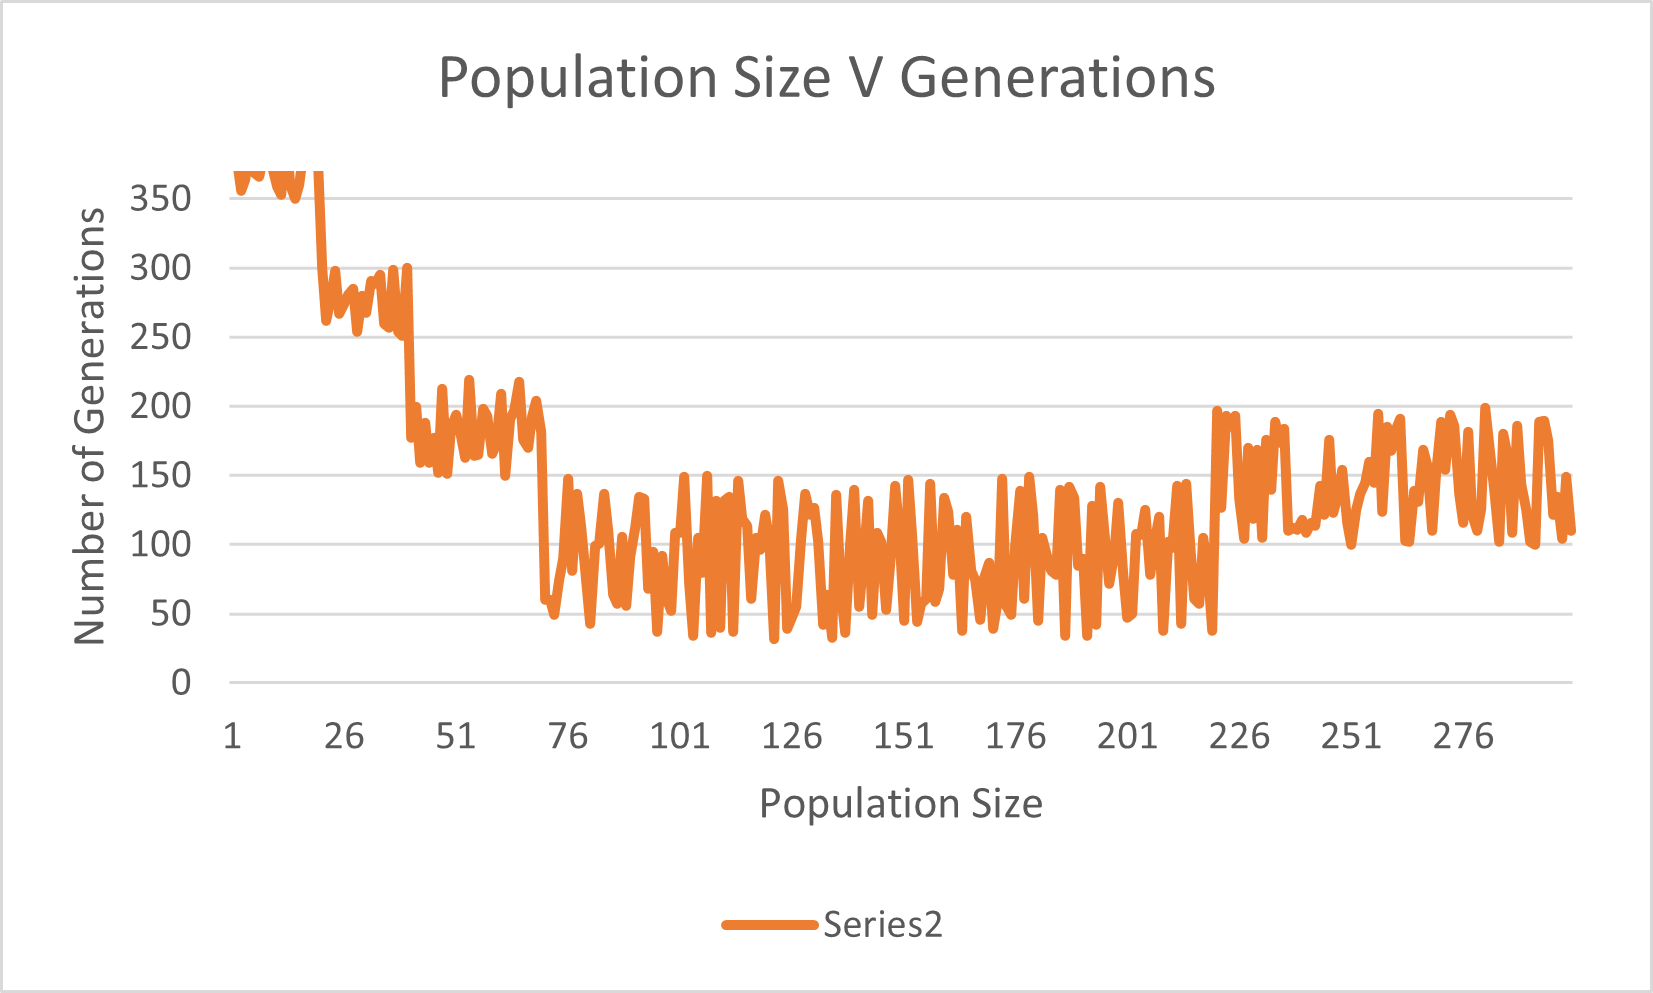 Population Size V Generations
Number of Generations
350
300
250
200
150
100
50
0
1 26 51 76 101 126 151 176 201 226 251 276
Population Size
Series2